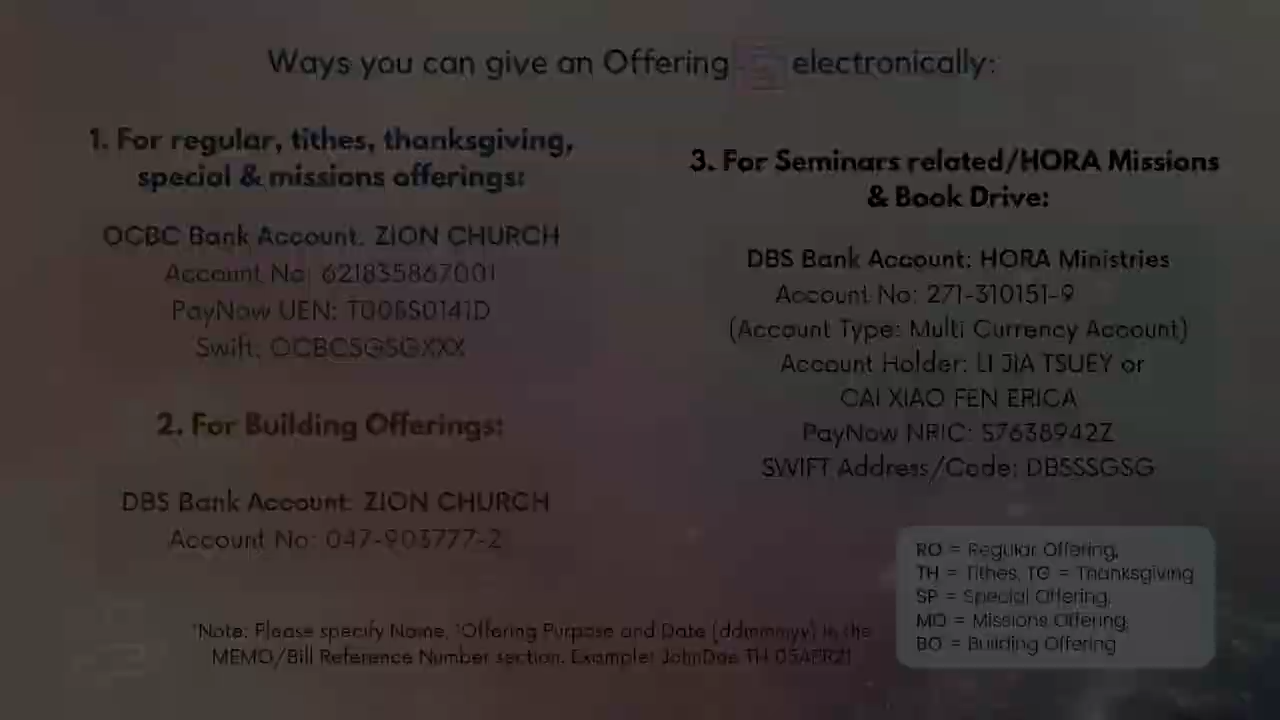 Ways you can give an Offering electronically:
1. For regular, tithes, thanksgiving,
special & missions offerings:
OCBC Bank Account: ZION CHURCH
Account No: 621835867001
PayNow UEN: T00SS0141D
Swift: OCBCSGSGXXX
2. For Building Offerings:
DBS Bank Account: ZION CHURCH
Account No: 047-903777-2
3. For Seminars related/HORA Missions
& Book Drive:
DBS Bank Account: HORA Ministries
Account No: 271-310151-9
(Account Type: Multi Currency Account)
Account Holder: LI JIA TSUEY or
CAI XIAO FEN ERICA
PayNow NRIC: S7638942Z
SWIFT Address/Code: DBSSSGSG
RO = Regular Offering,
TH = Tithes, TG = Thanksgiving
SP = Special Offering,
MO = Missions Offering,
BO = Building Offering
*Note: Please specify Name, 'Offering Purpose and Date (ddmmmyy) in the
MEMO/Bill Reference Number section. Example: JohnDoe TH 05APR21